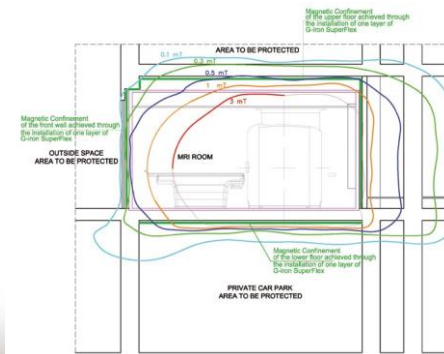 Magnetic Confinement
of the upper floor achieved through
the installation of one layer of
G-iron SuperFlex
0.1 mT
AREA TO BE PROTECTED
0.3 mT
0.5 mT
1 mT
3 mT
Magnetic Confinement
of the front wall achieved through
the installation of one layer of
G-iron SuperFlex
OUTSIDE SPACE
AREA TO BE PROTECTED
MRI ROOM
Magnetic Confinement
of the lower floor achieved through
the installation of one layer of
G-iron SuperFlex
PRIVATE CAR PARK
AREA TO BE PROTECTED